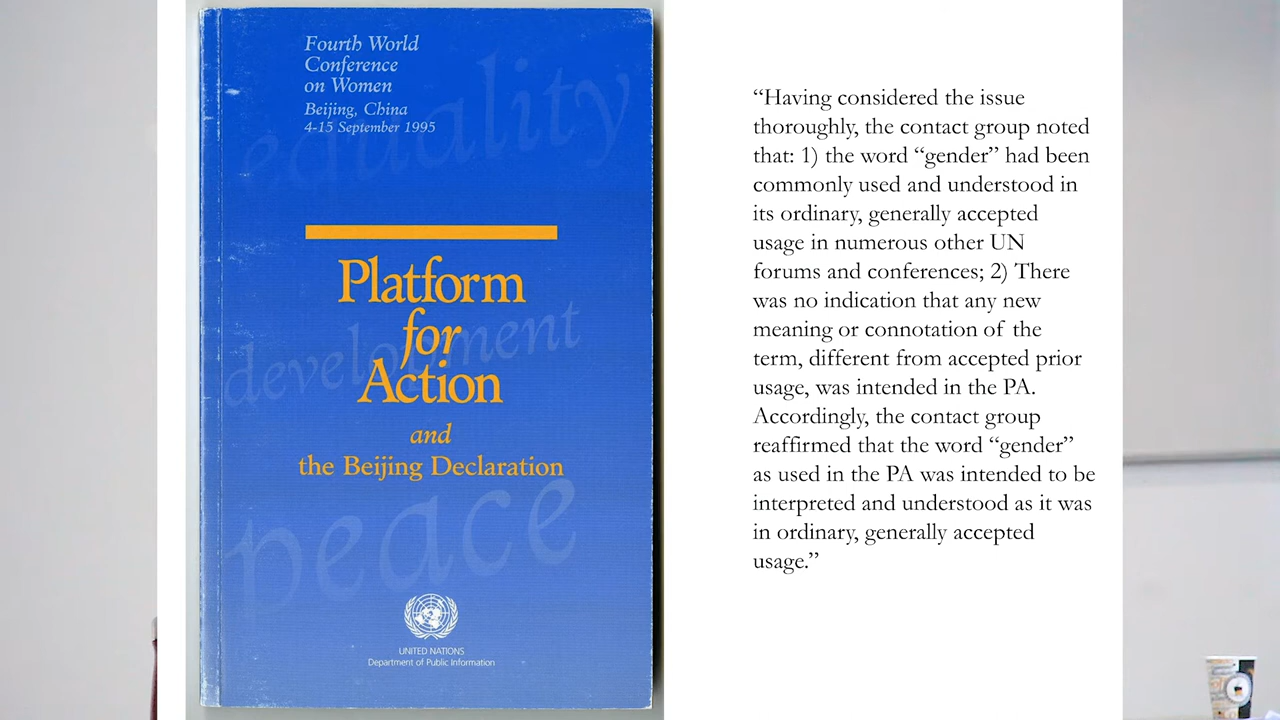 Fourth World
Conference
on Women
Beijing, China
4-15 September 1995
equality
Platform
for
Action
development
and
the Beijing Declaration
peace
UNITED NATIONS
Department of Public Information
“Having considered the issue
thoroughly, the contact group noted
that: 1) the word “gender” had been
commonly used and understood in
its ordinary, generally accepted
usage in numerous other UN
forums and conferences; 2) There
was no indication that any new
meaning or connotation of the
term, different from accepted prior
usage, was intended in the PA.
Accordingly, the contact group
reaffirmed that the word “gender”
as used in the PA was intended to be
interpreted and understood as it was
in ordinary, generally accepted
usage.”